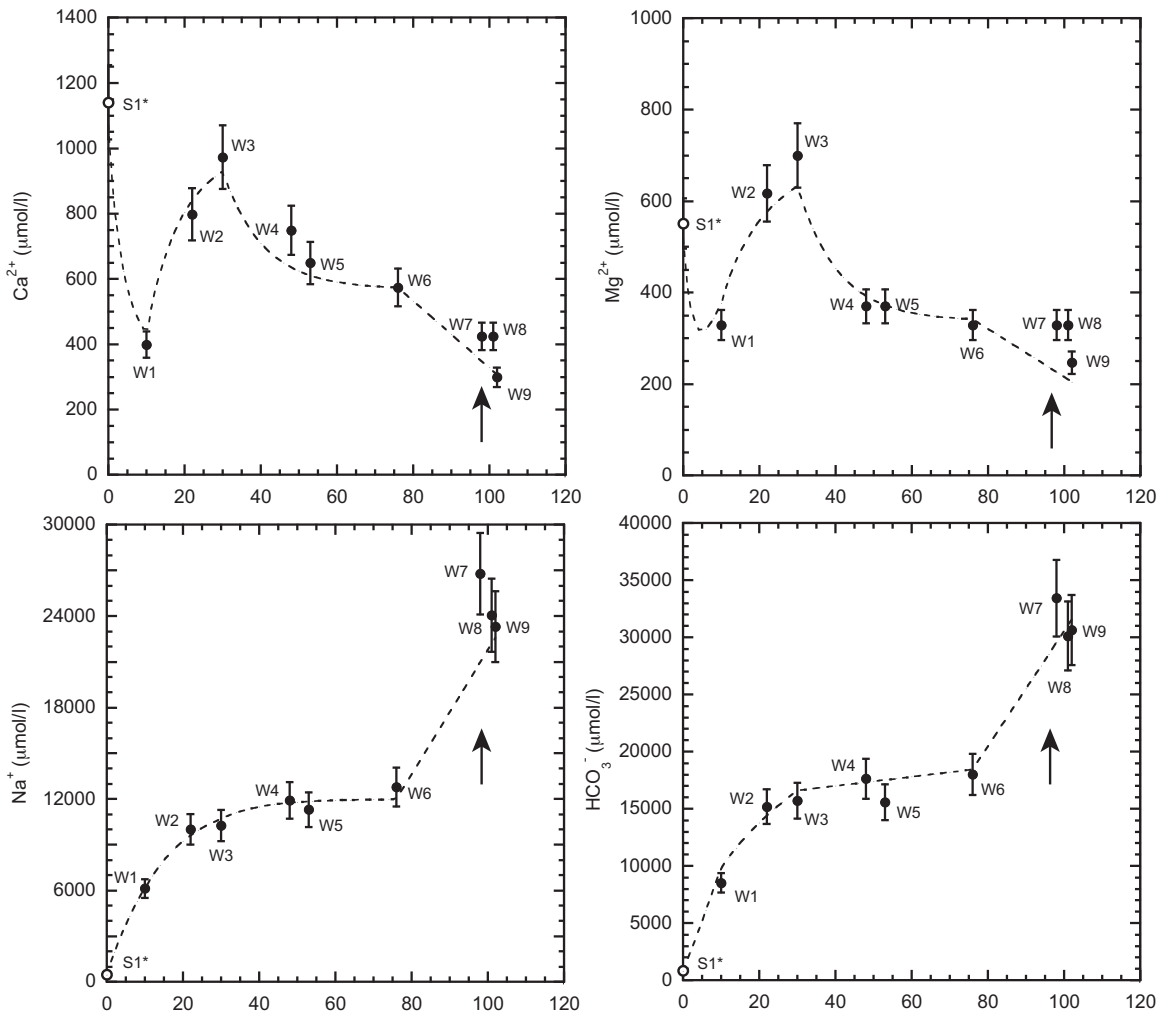 1400
1200
1000
800
600
400
200
0
Ca2+ (μmol/l)
S1*
W1
W2
W3
W4
W5
W6
W7
W8
W9
0 20 40 60 80 100 120
1000
800
600
400
200
0
Mg2+ (μmol/l)
S1*
W1
W2
W3
W4
W5
W6
W7
W8
W9
0 20 40 60 80 100 120
30000
24000
18000
12000
6000
0
Na+ (μmol/l)
S1*
W1
W2
W3
W4
W5
W6
W7
W8
W9
0 20 40 60 80 100 120
40000
35000
30000
25000
20000
15000
10000
5000
0
HCO3- (μmol/l)
S1*
W1
W2
W3
W4
W5
W6
W7
W8
W9
0 20 40 60 80 100 120